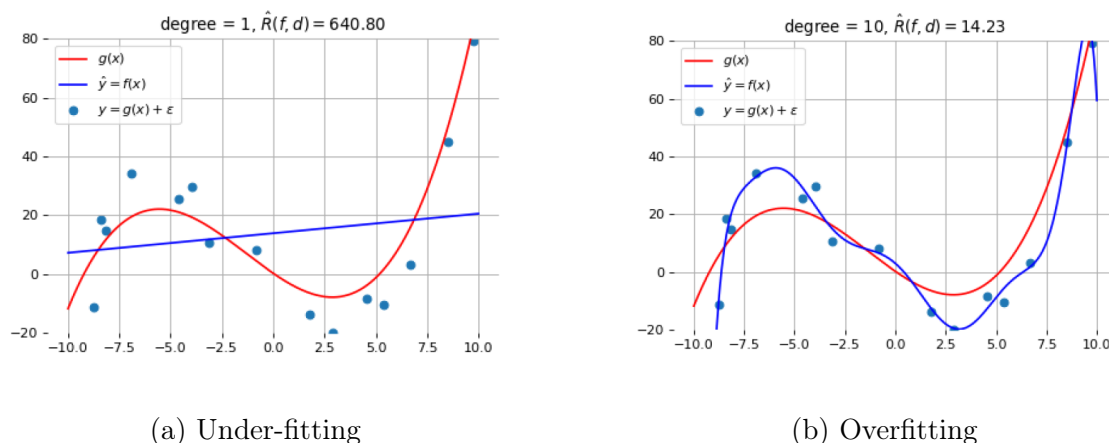 degree = 1, R̂(f, d) = 640.80
80
60
40
20
0
−20
−10.0 −7.5 −5.0 −2.5 0.0 2.5 5.0 7.5 10.0
g(x)
ŷ = f(x)
y = g(x) + ε
(a) Under-fitting
degree = 10, R̂(f, d) = 14.23
80
60
40
20
0
−20
−10.0 −7.5 −5.0 −2.5 0.0 2.5 5.0 7.5 10.0
g(x)
ŷ = f(x)
y = g(x) + ε
(b) Overfitting